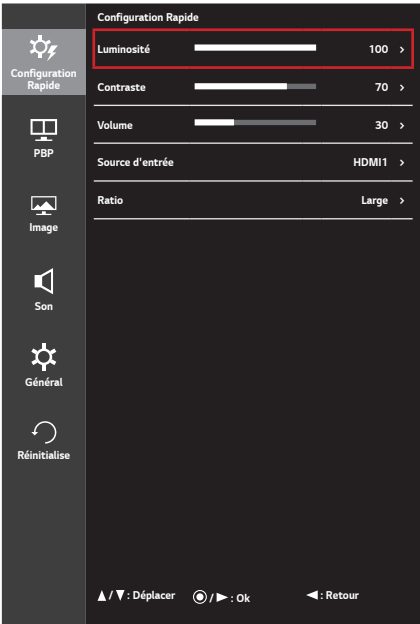 Configuration Rapide
Configuration
Rapide
PBP
Image
Son
Général
Réinitialise
Luminosité 100 >
Contraste 70 >
Volume 30 >
Source d'entrée HDMI1 >
Ratio Large >
▲/▼: Déplacer ◉/►: Ok ◄: Retour